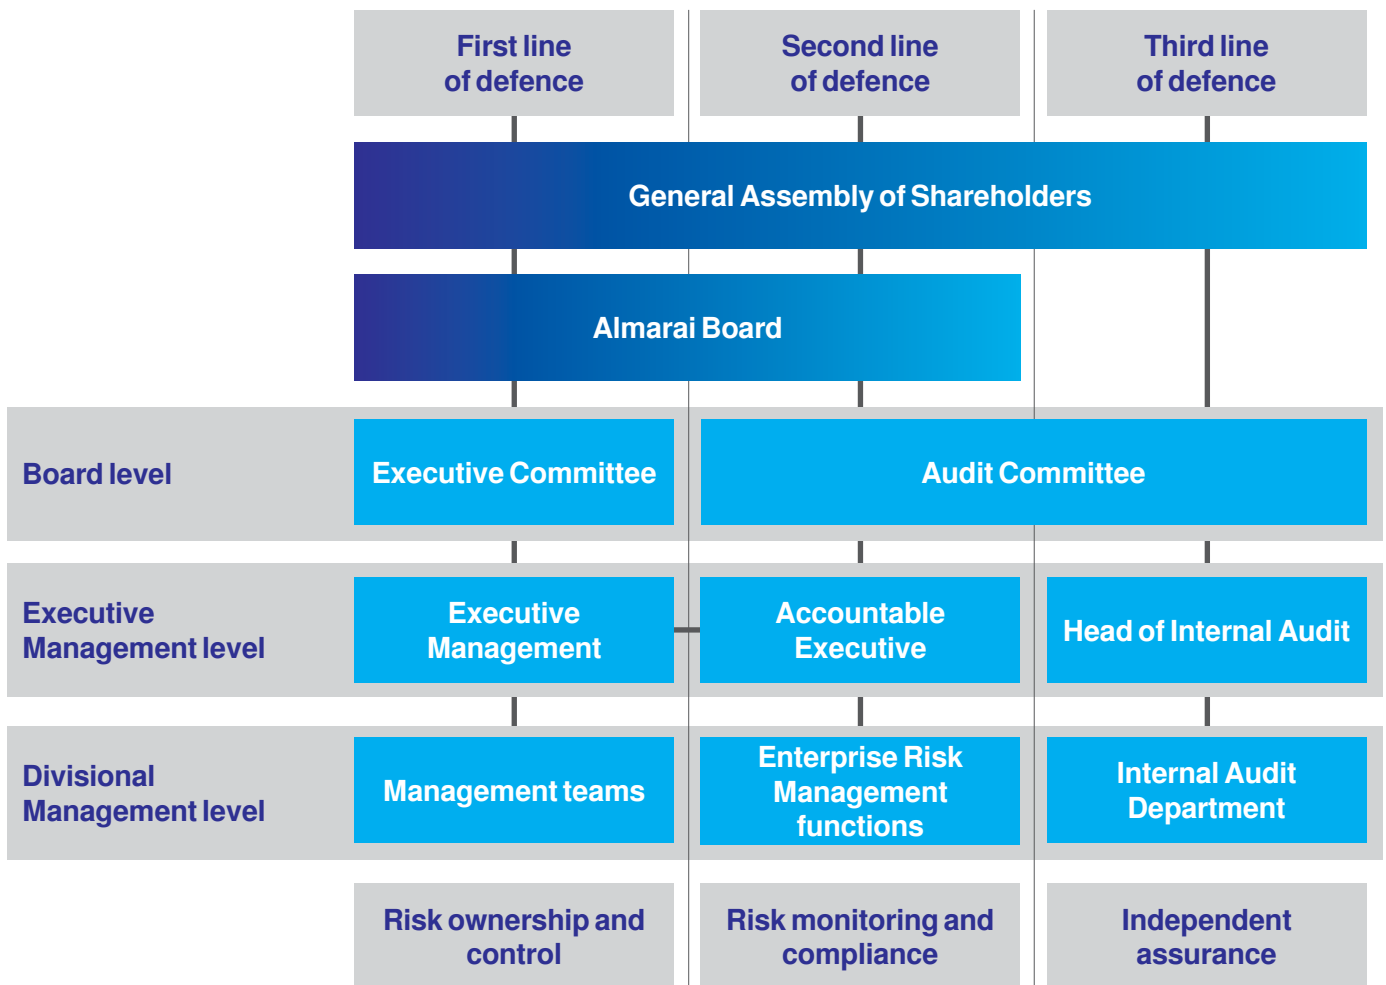 First line
of defence
Second line
of defence
Third line
of defence
General Assembly of Shareholders
Almarai Board
Board level
Executive Committee
Audit Committee
Executive
Management level
Executive
Management
Accountable
Executive
Head of Internal Audit
Divisional
Management level
Management teams
Enterprise Risk
Management
functions
Internal Audit
Department
Risk ownership and
control
Risk monitoring and
compliance
Independent
assurance